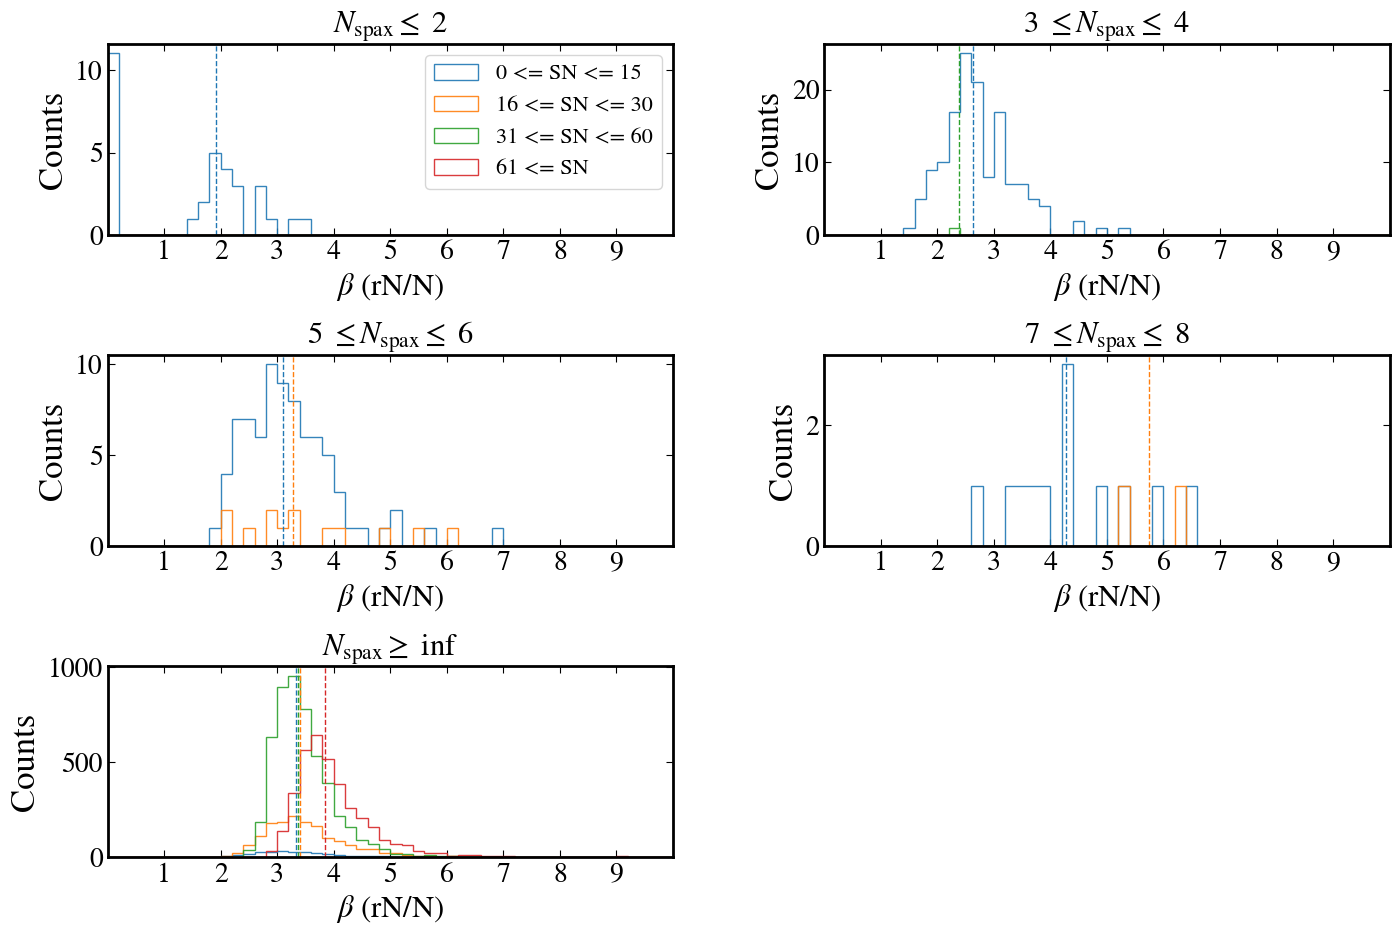 N_spax ≤ 2
10
5
0
Counts
0 <= SN <= 15
16 <= SN <= 30
31 <= SN <= 60
61 <= SN
1 2 3 4 5 6 7 8 9
β (rN/N)
3 ≤N_spax ≤ 4
20
10
0
Counts
1 2 3 4 5 6 7 8 9
β (rN/N)
5 ≤N_spax ≤ 6
10
5
0
Counts
1 2 3 4 5 6 7 8 9
β (rN/N)
7 ≤N_spax ≤ 8
2
0
Counts
1 2 3 4 5 6 7 8 9
β (rN/N)
N_spax ≥ inf
1000
500
0
Counts
1 2 3 4 5 6 7 8 9
β (rN/N)